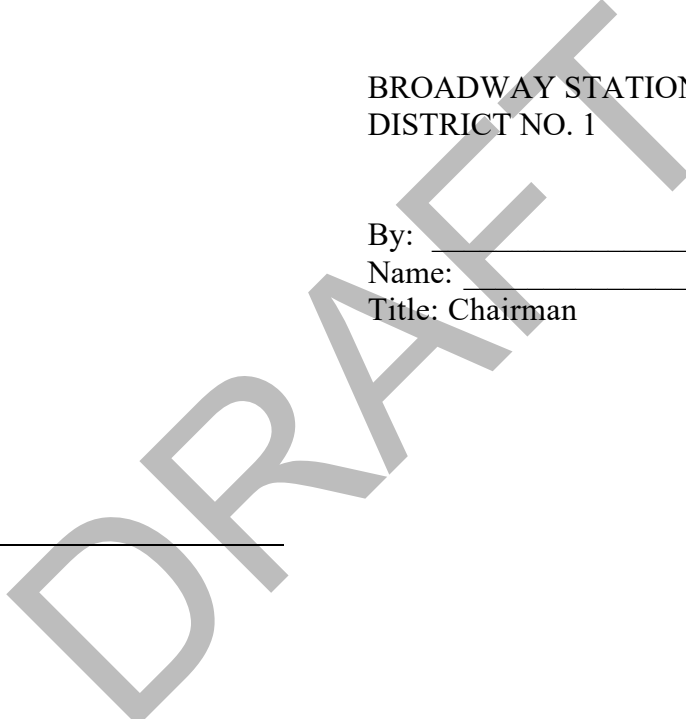 BROADWAY STATION
DISTRICT NO. 1
By:
Name:
Title: Chairman
DRAFT